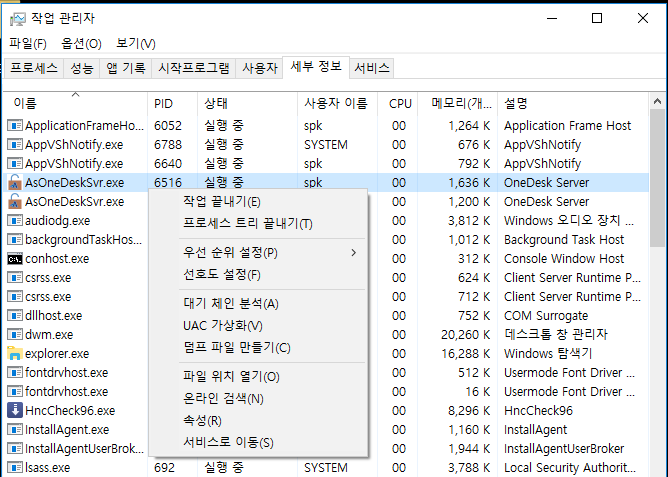 작업 관리자
파일(F) 옵션(O) 보기(V)
프로세스 성능 앱 기록 시작프로그램 사용자 세부 정보 서비스
이름 PID 상태 사용자 이름 CPU 메모리(개... 설명
ApplicationFrameHo... 6052 실행 중 spk 00 1,264 K Application Frame Host
AppVShNotify.exe 6788 실행 중 SYSTEM 00 676 K AppVShNotify
AppVShNotify.exe 6640 실행 중 spk 00 792 K AppVShNotify
AsOneDeskSvr.exe 6516 실행 중 spk 00 1,636 K OneDesk Server
AsOneDeskSvr.exe 00 1,200 K OneDesk Server
audiodg.exe 00 3,812 K Windows 오디오 장치 ...
backgroundTaskHos... 00 1,012 K Background Task Host
conhost.exe 00 312 K Console Window Host
csrss.exe 00 624 K Client Server Runtime P...
csrss.exe 00 712 K Client Server Runtime P...
dllhost.exe 00 752 K COM Surrogate
dwm.exe 00 20,260 K 데스크톱 창 관리자
explorer.exe 00 16,288 K Windows 탐색기
fontdrvhost.exe 00 512 K Usermode Font Driver ...
fontdrvhost.exe 00 16 K Usermode Font Driver ...
HncCheck96.exe 00 8,296 K HncCheck96
InstallAgent.exe 00 1,160 K InstallAgent
InstallAgentUserBrok... 00 1,944 K InstallAgentUserBroker
lsass.exe 692 실행 중 SYSTEM 00 3,788 K Local Security Authorit...
작업 끝내기(E)
프로세스 트리 끝내기(T)
우선 순위 설정(P)
선호도 설정(F)
대기 체인 분석(A)
UAC 가상화(V)
덤프 파일 만들기(C)
파일 위치 열기(O)
온라인 검색(N)
속성(R)
서비스로 이동(S)